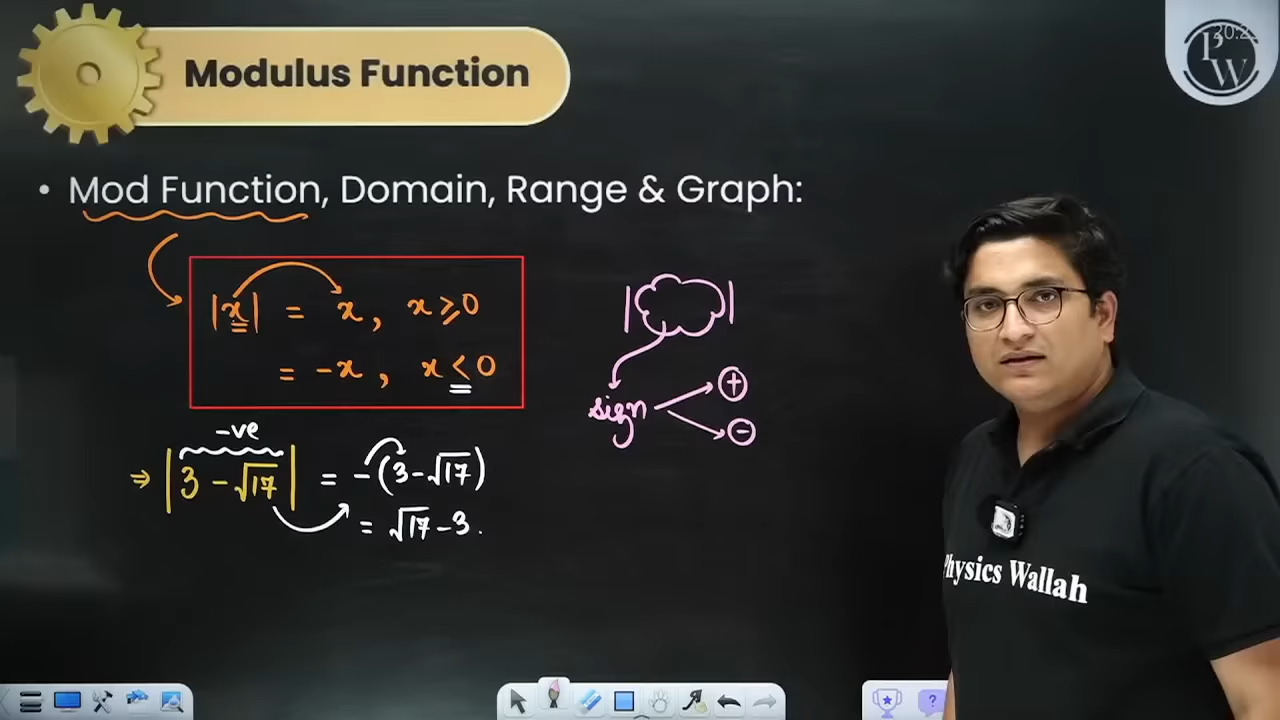 Modulus Function
• Mod Function, Domain, Range & Graph:
|x| = x, x ≥ 0
= -x, x < 0
| |
sign
+
-
-ve
⇒ |3 - √17| = -(3 - √17)
= √17 - 3.
PW
Physics Wallah
?